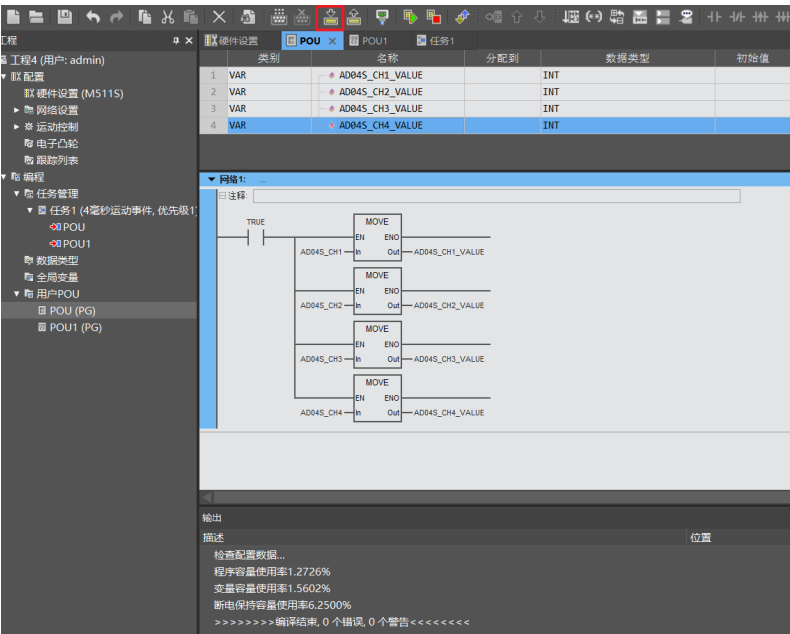 工程
硬件设置
POU
POU1
任务1
工程4 (用户: admin)
配置
硬件设置 (M511S)
网络设置
运动控制
电子凸轮
跟踪列表
编程
任务管理
任务1 (4毫秒运动事件, 优先级1)
POU
POU1
数据类型
全局变量
用户POU
POU (PG)
POU1 (PG)
类别 名称 分配到 数据类型 初始值
1 VAR AD04S_CH1_VALUE INT
2 VAR AD04S_CH2_VALUE INT
3 VAR AD04S_CH3_VALUE INT
4 VAR AD04S_CH4_VALUE INT
网络1: ...
注释:
TRUE
MOVE
EN ENO
AD04S_CH1 In Out AD04S_CH1_VALUE
MOVE
EN ENO
AD04S_CH2 In Out AD04S_CH2_VALUE
MOVE
EN ENO
AD04S_CH3 In Out AD04S_CH3_VALUE
MOVE
EN ENO
AD04S_CH4 In Out AD04S_CH4_VALUE
输出
描述 位置
检查配置数据...
程序容量使用率1.2726%
变量容量使用率1.5602%
断电保持容量使用率6.2500%
>>>>>>>>编译结束, 0 个错误, 0 个警告<<<<<<<<